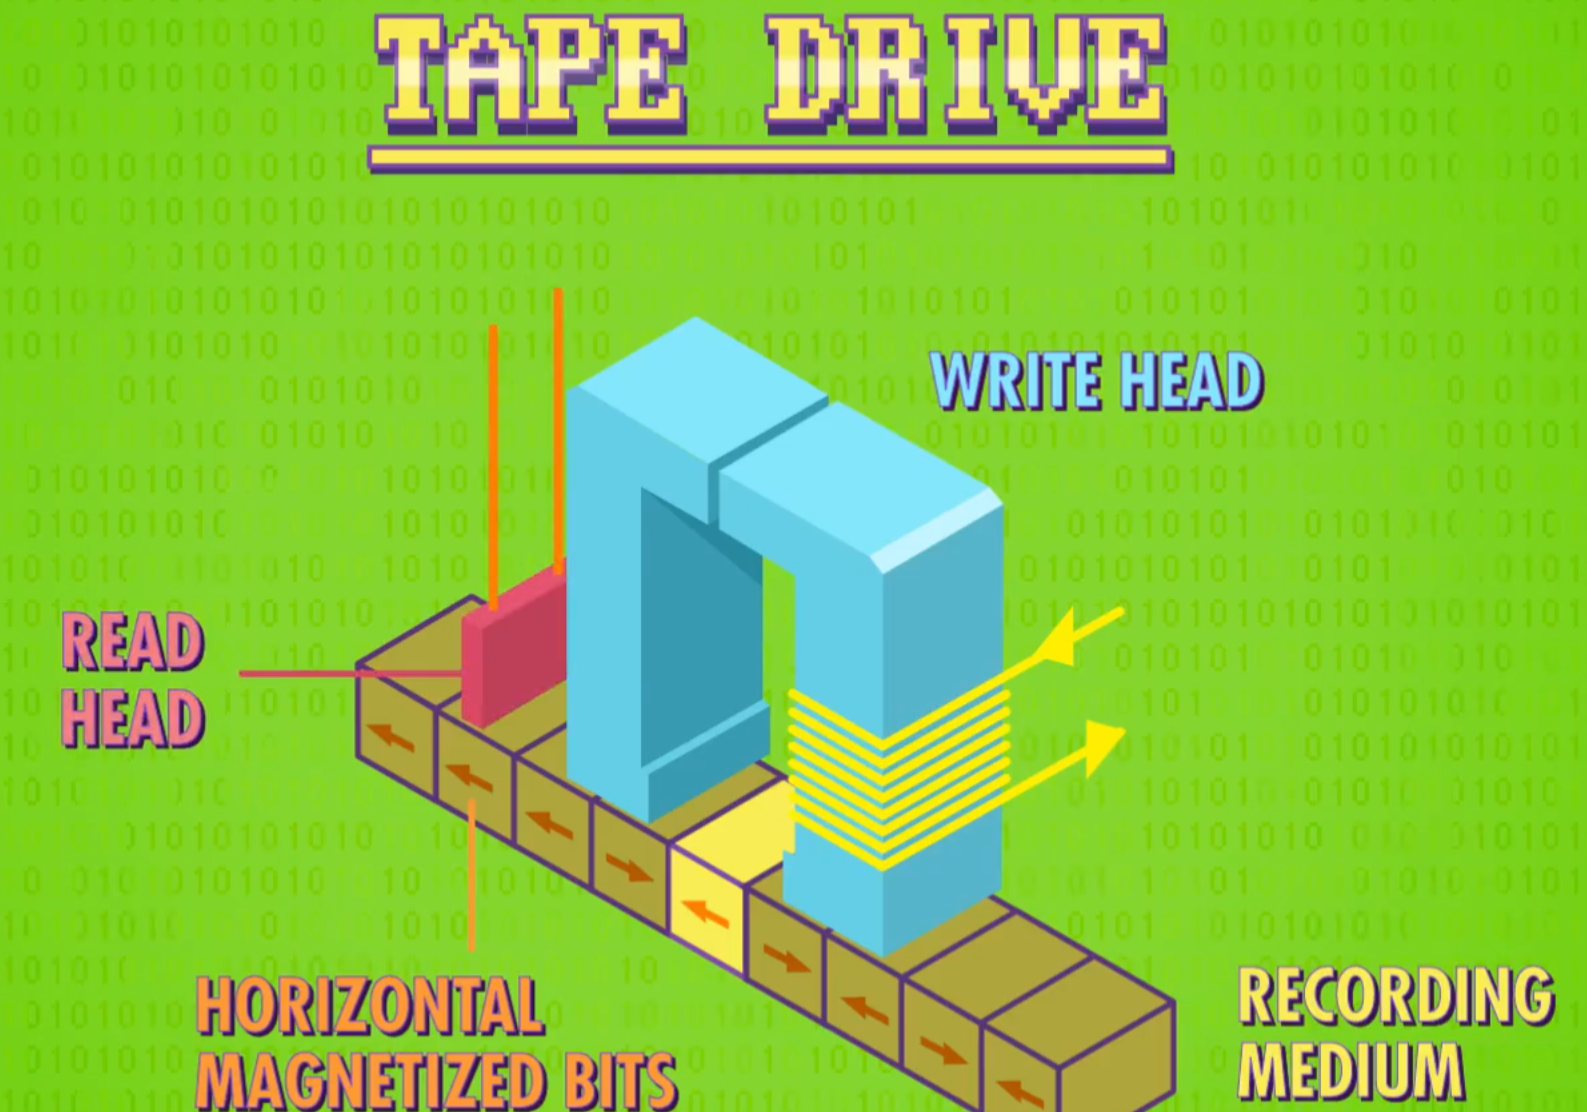 TAPE DRIVE
WRITE HEAD
READ
HEAD
HORIZONTAL
MAGNETIZED BITS
RECORDING
MEDIUM